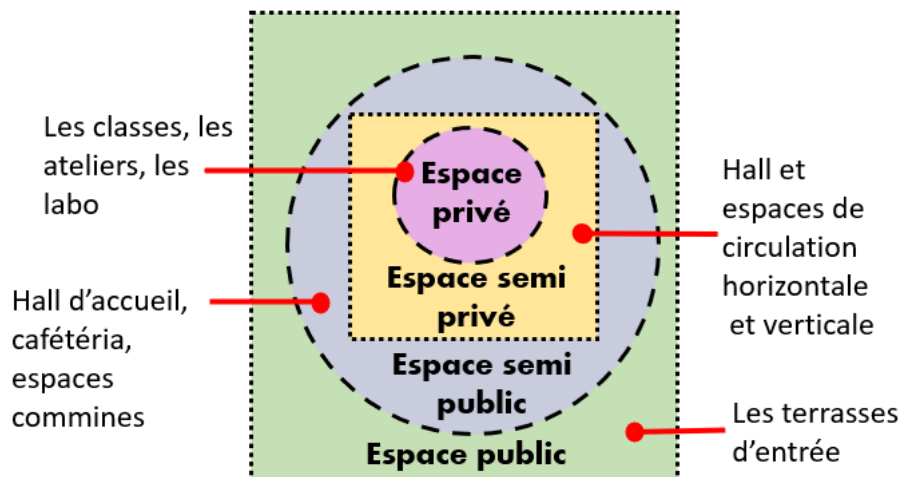 Les classes, les
ateliers, les
labo
Hall d’accueil,
cafétéria,
espaces
commines
Espace
privé
Espace semi
privé
Espace semi
public
Espace public
Hall et
espaces de
circulation
horizontale
et verticale
Les terrasses
d’entrée